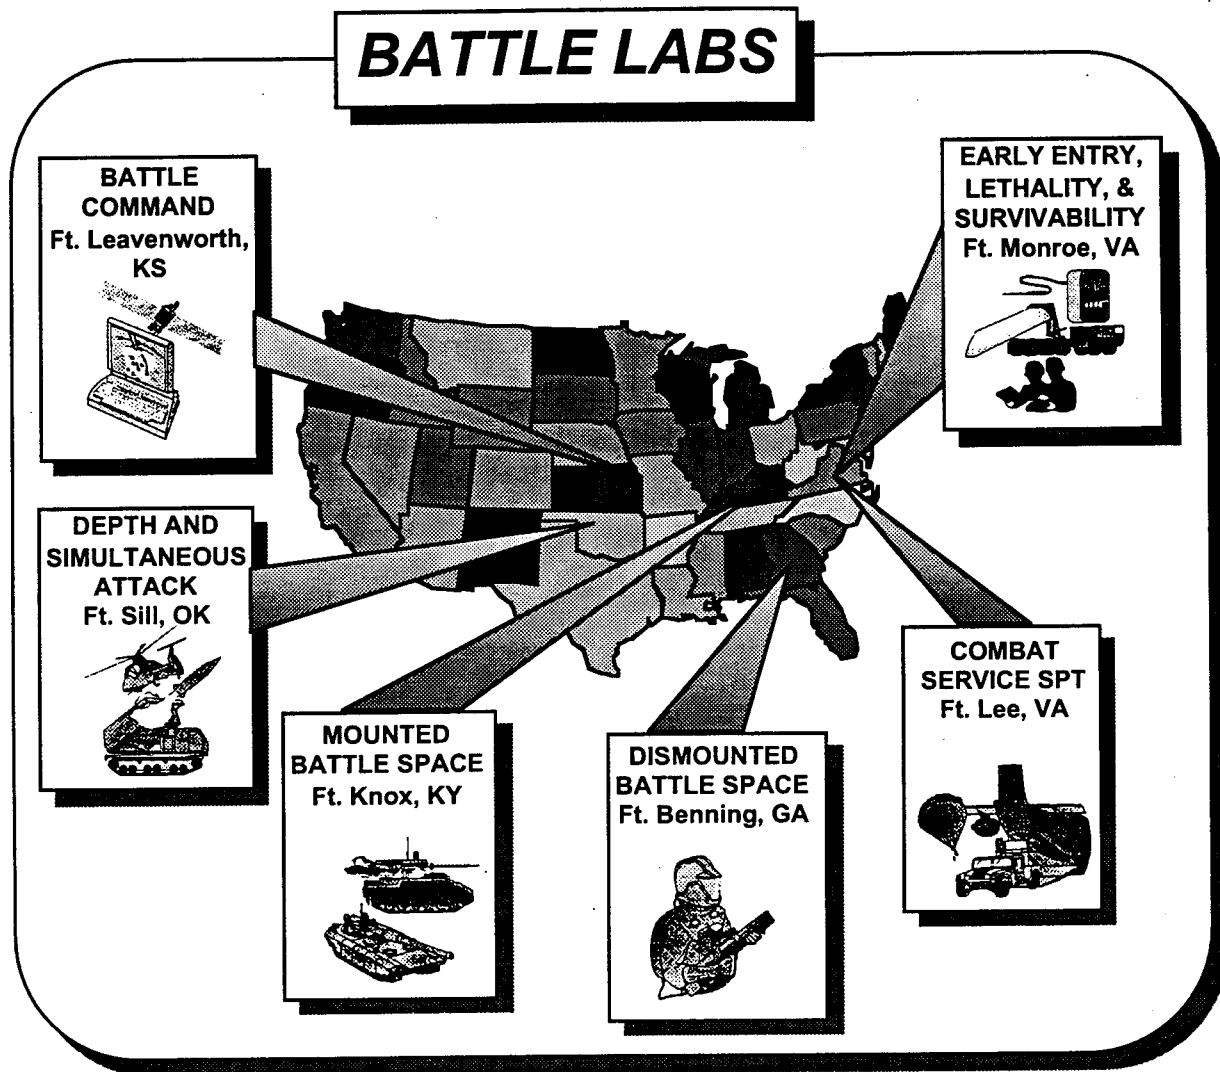 BATTLE LABS
BATTLE
COMMAND
Ft. Leavenworth,
KS
EARLY ENTRY,
LETHALITY, &
SURVIVABILITY
Ft. Monroe, VA
DEPTH AND
SIMULTANEOUS
ATTACK
Ft. Sill, OK
MOUNTED
BATTLE SPACE
Ft. Knox, KY
DISMOUNTED
BATTLE SPACE
Ft. Benning, GA
COMBAT
SERVICE SPT
Ft. Lee, VA